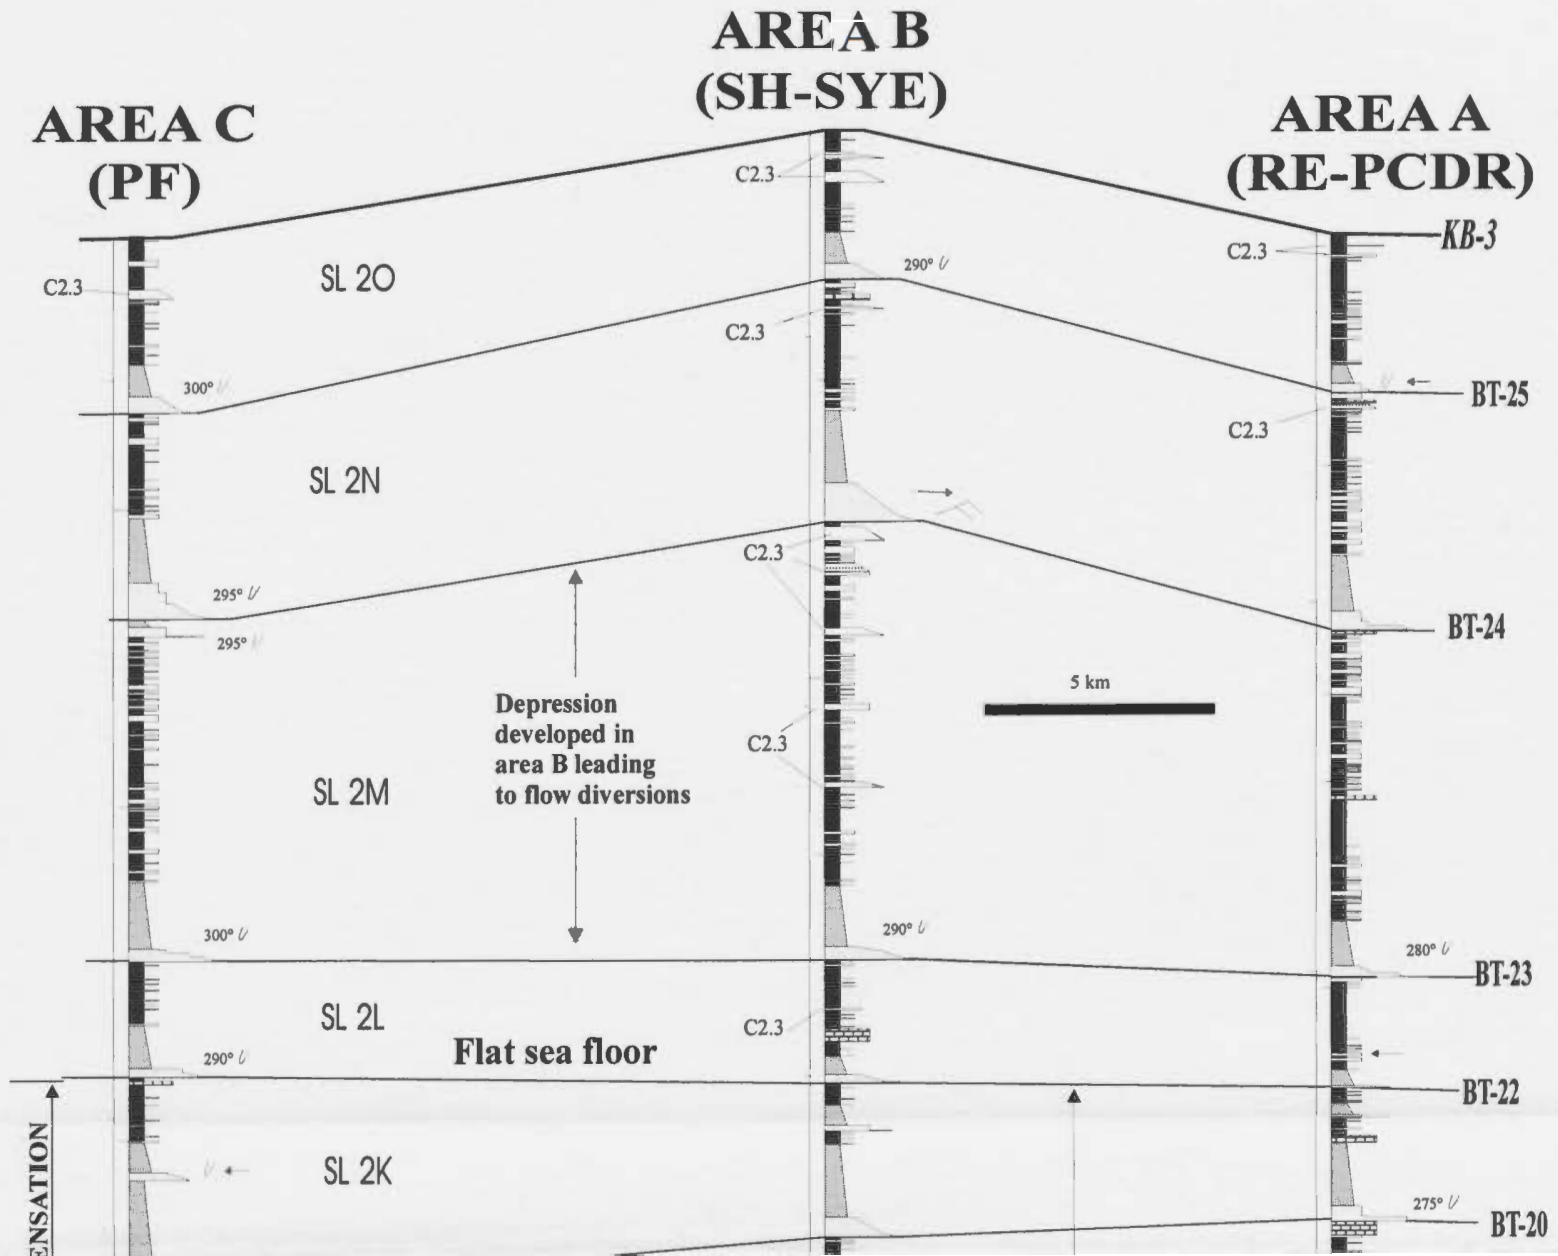 AREA B
(SH-SYE)
AREA C
(PF)
AREA A
(RE-PCDR)
C2.3
KB-3
C2.3
SL 2O
290°
C2.3
C2.3
300°
BT-25
C2.3
SL 2N
C2.3
295°
295°
BT-24
5 km
Depression
developed in
area B leading
to flow diversions
C2.3
SL 2M
300°
290°
280°
BT-23
SL 2L
C2.3
Flat sea floor
290°
BT-22
ENSATION
SL 2K
275°
BT-20